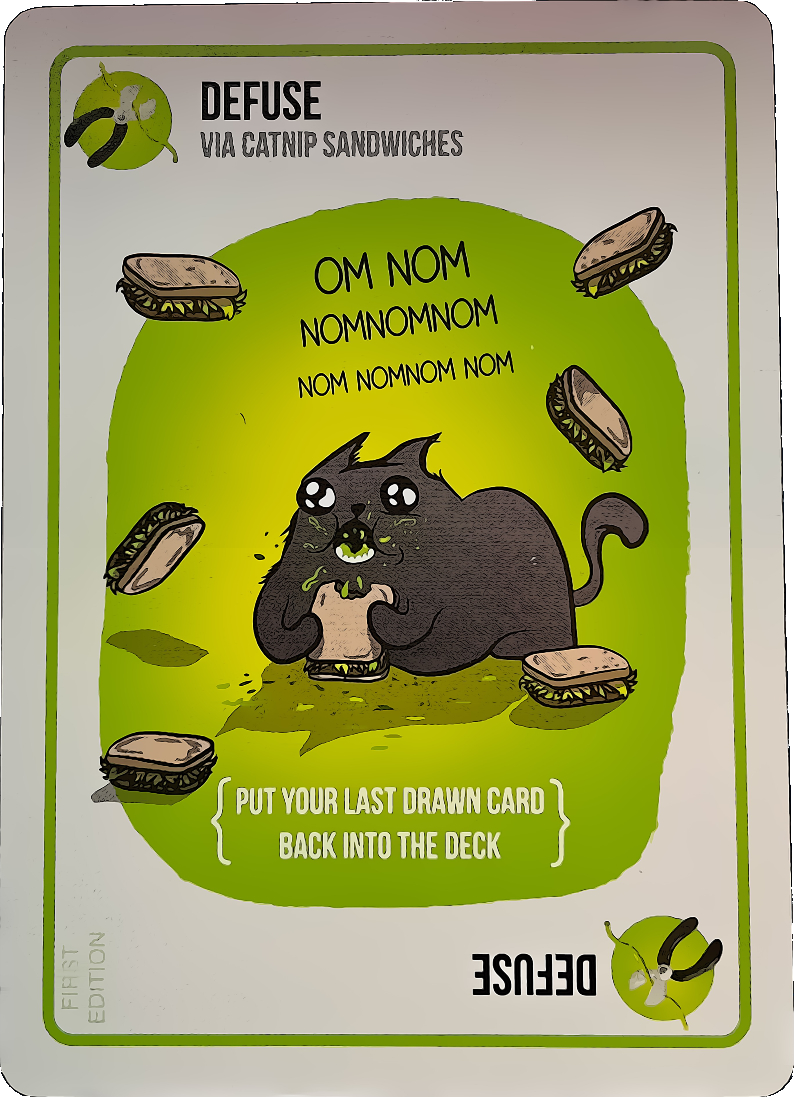 DEFUSE
VIA CATNIP SANDWICHES
OM NOM
NOMNOMNOM
NOM NOMNOM NOM
PUT YOUR LAST DRAWN CARD
BACK INTO THE DECK
FIRST
EDITION
DEFUSE